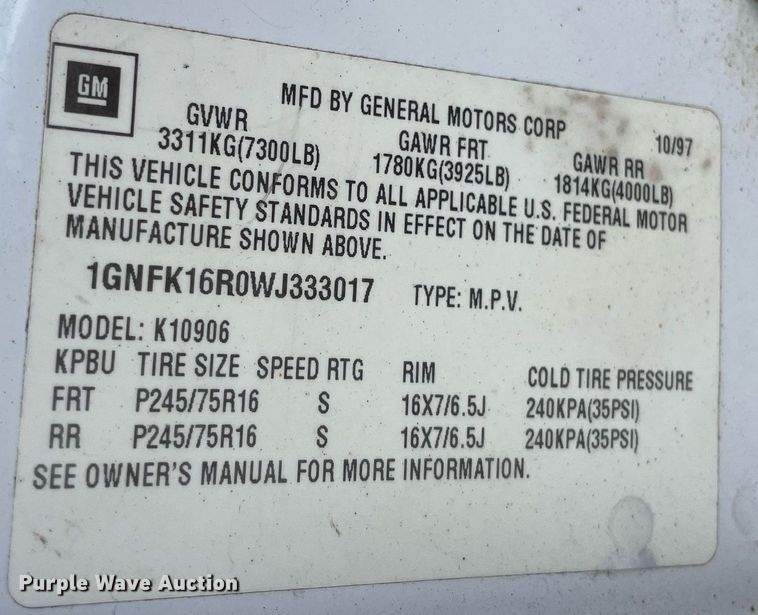 GM
MFD BY GENERAL MOTORS CORP 10/97
GVWR GAWR FRT GAWR RR
3311KG(7300LB) 1780KG(3925LB) 1814KG(4000LB)
THIS VEHICLE CONFORMS TO ALL APPLICABLE U.S. FEDERAL MOTOR
VEHICLE SAFETY STANDARDS IN EFFECT ON THE DATE OF
MANUFACTURE SHOWN ABOVE.
1GNFK16R0WJ333017 TYPE: M.P.V.
MODEL: K10906
KPBU TIRE SIZE SPEED RTG RIM COLD TIRE PRESSURE
FRT P245/75R16 S 16X7/6.5J 240KPA(35PSI)
RR P245/75R16 S 16X7/6.5J 240KPA(35PSI)
SEE OWNER'S MANUAL FOR MORE INFORMATION.
Purple Wave Auction